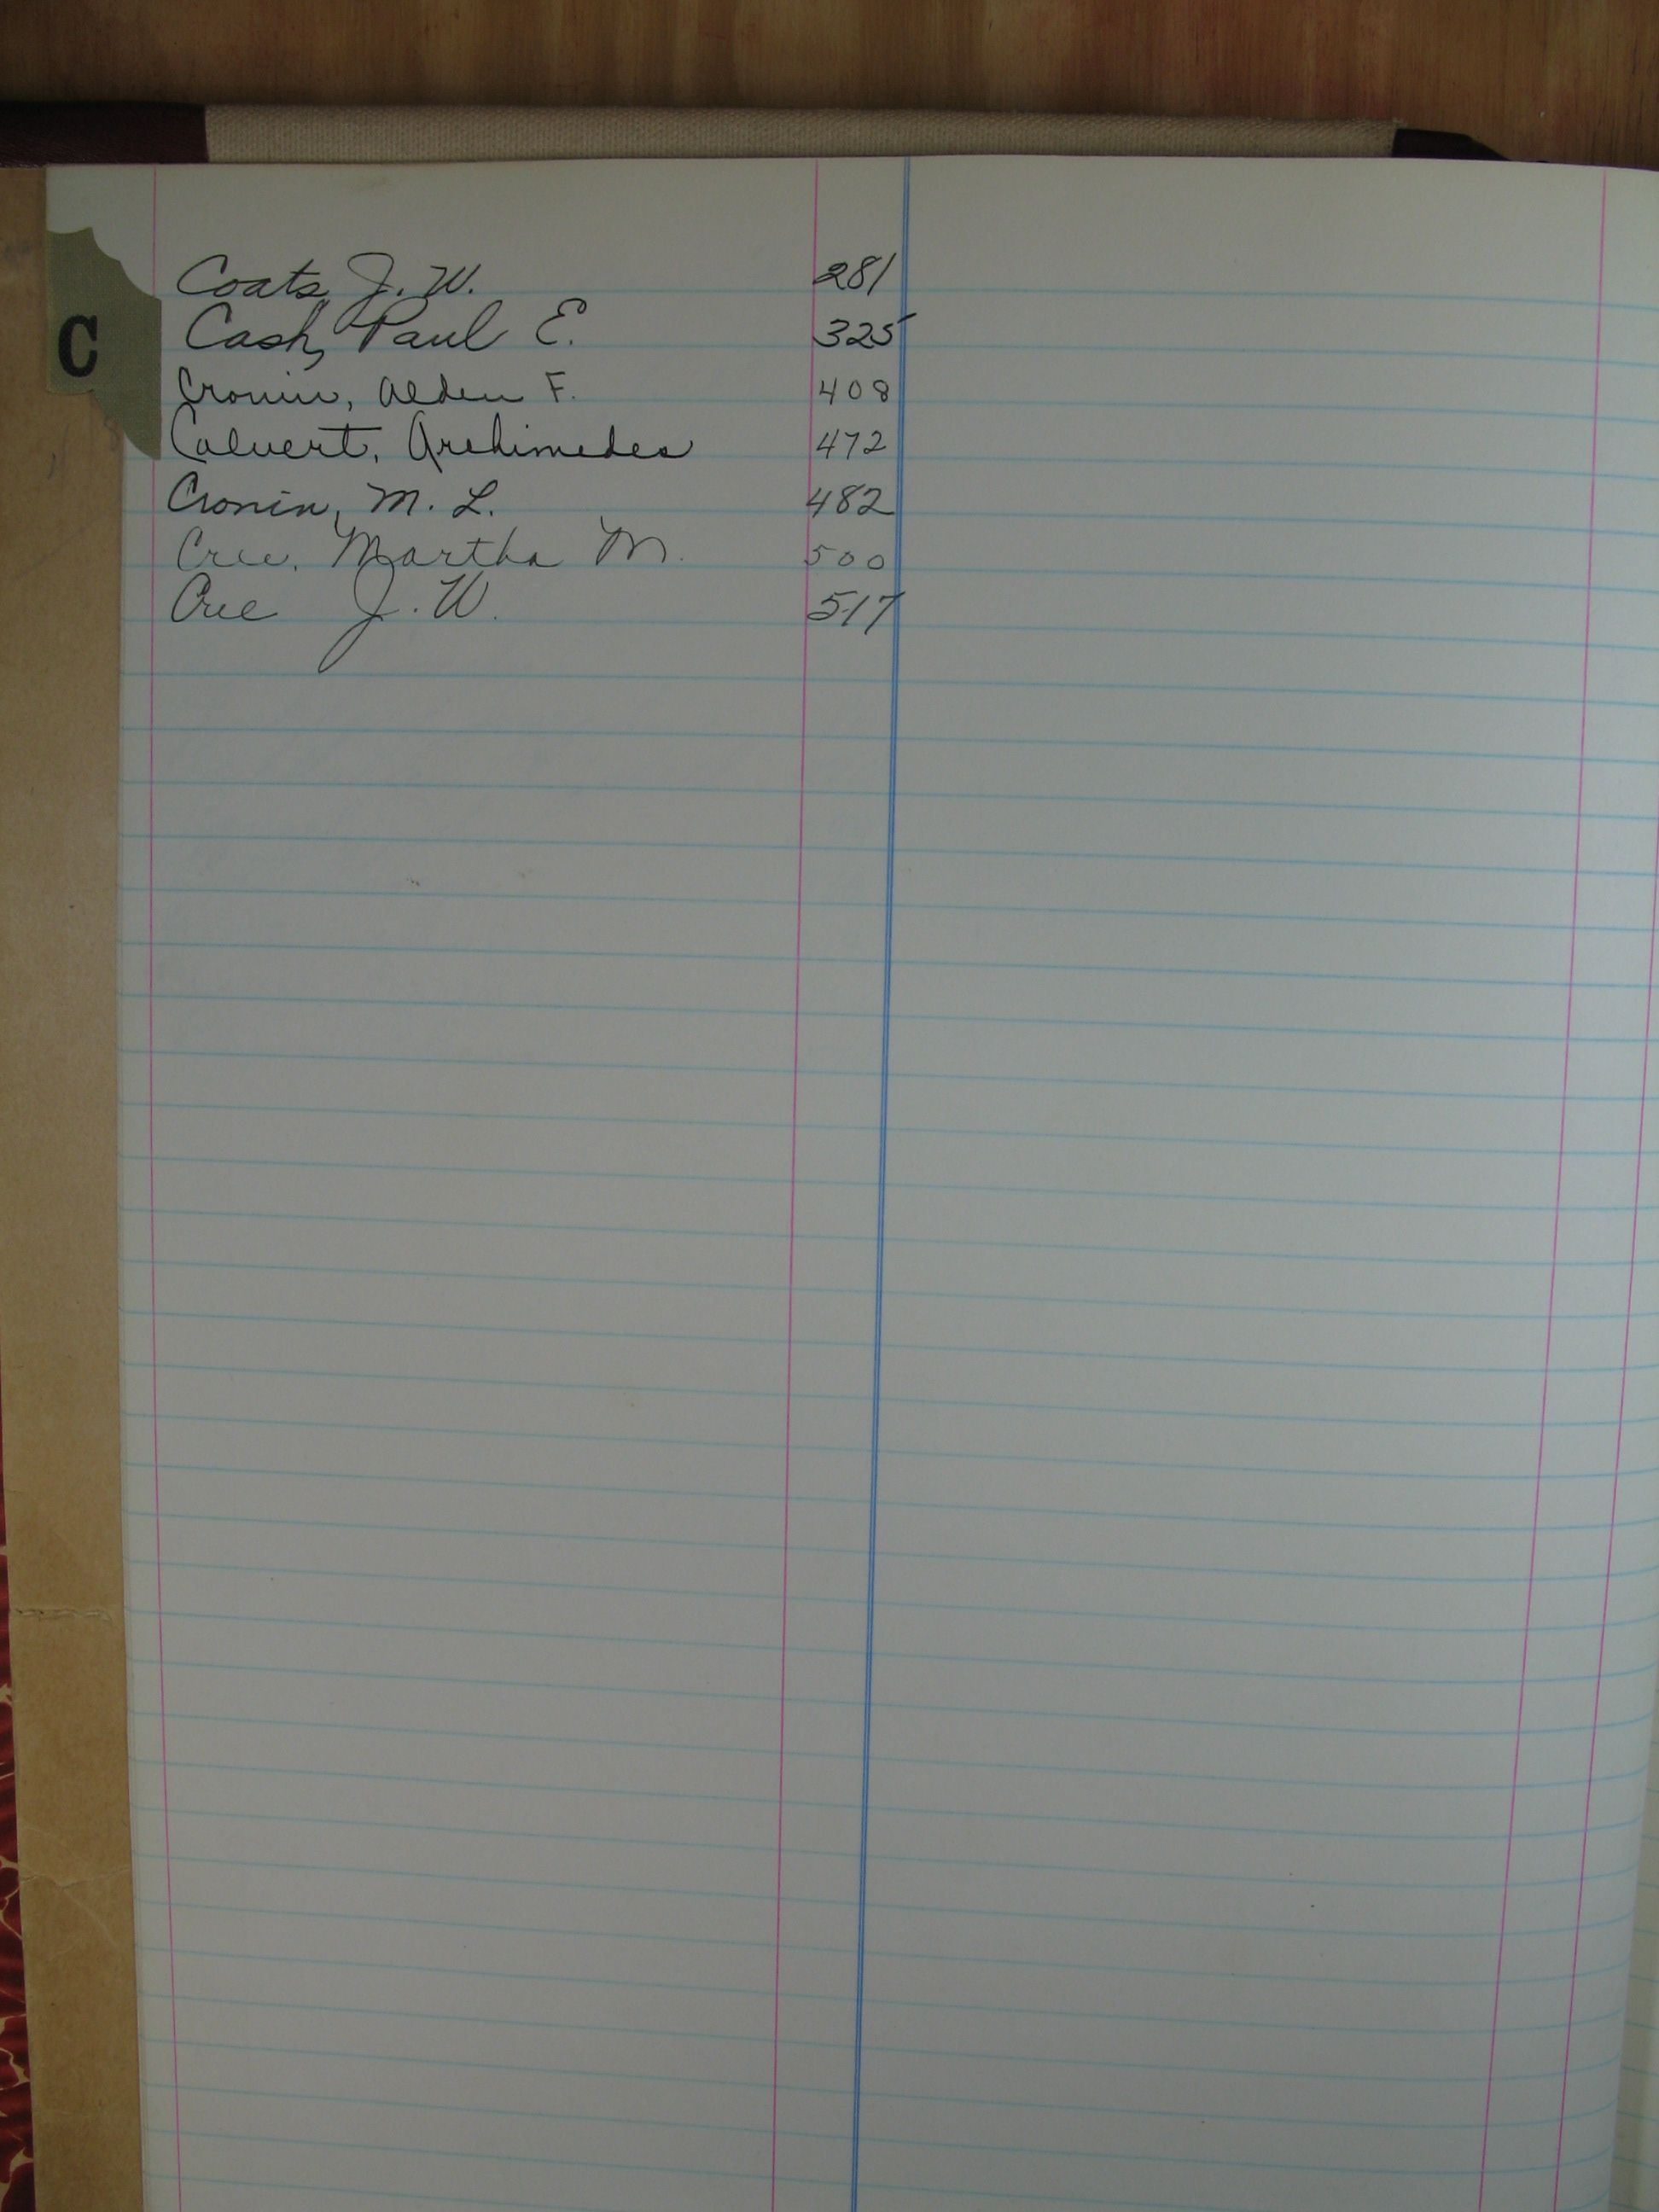 C
Coats, J. W. 281
Cash, Paul E. 325
Cronin, Alden F. 408
Calvert, Archimedes 472
Cronin, M. L. 482
Cree, Martha M. 500
Cree J. W. 517